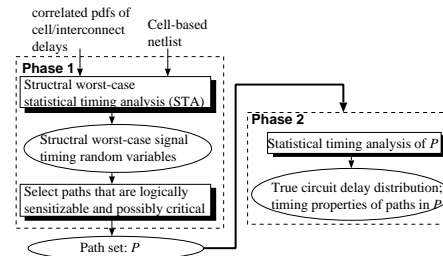 correlated pdfs of
cell/interconnect
delays
Cell-based
netlist
Phase 1
Structral worst-case
statistical timing analysis (STA)
Structral worst-case signal
timing random variables
Select paths that are logically
sensitizable and possibly critical
Path set: P
Phase 2
Statistical timing analysis of P
True circuit delay distribution;
timing properties of paths in P